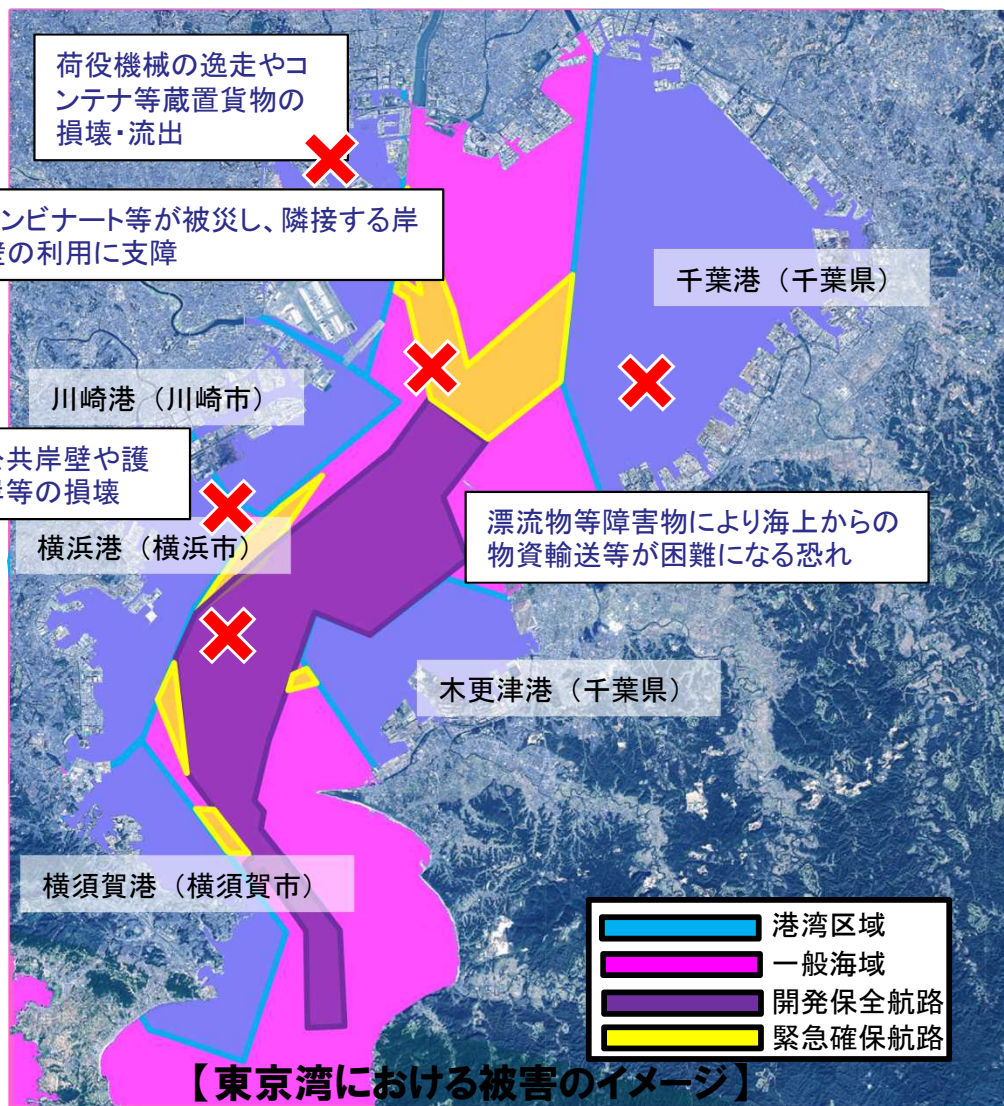 荷役機械の逸走やコ
ンテナ等蔵置貨物の
損壊・流出
ンビナート等が被災し、隣接する岸
の利用に支障
千葉港（千葉県）
川崎港（川崎市）
共岸壁や護
等の損壊
横浜港（横浜市）
漂流物等障害物により海上からの
物資輸送等が困難になる恐れ
木更津港（千葉県）
横須賀港（横須賀市）
港湾区域
一般海域
開発保全航路
緊急確保航路
【東京湾における被害のイメージ】